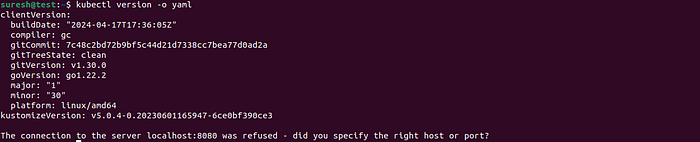 suresh@test:~$ kubectl version -o yaml
clientVersion:
  buildDate: "2024-04-17T17:36:05Z"
  compiler: gc
  gitCommit: 7c48c2bd72b9bf5c44d21d7338cc7bea77d0ad2a
  gitTreeState: clean
  gitVersion: v1.30.0
  goVersion: go1.22.2
  major: "1"
  minor: "30"
  platform: linux/amd64
kustomizeVersion: v5.0.4-0.20230601165947-6ce0bf390ce3

The connection to the server localhost:8080 was refused - did you specify the right host or port?